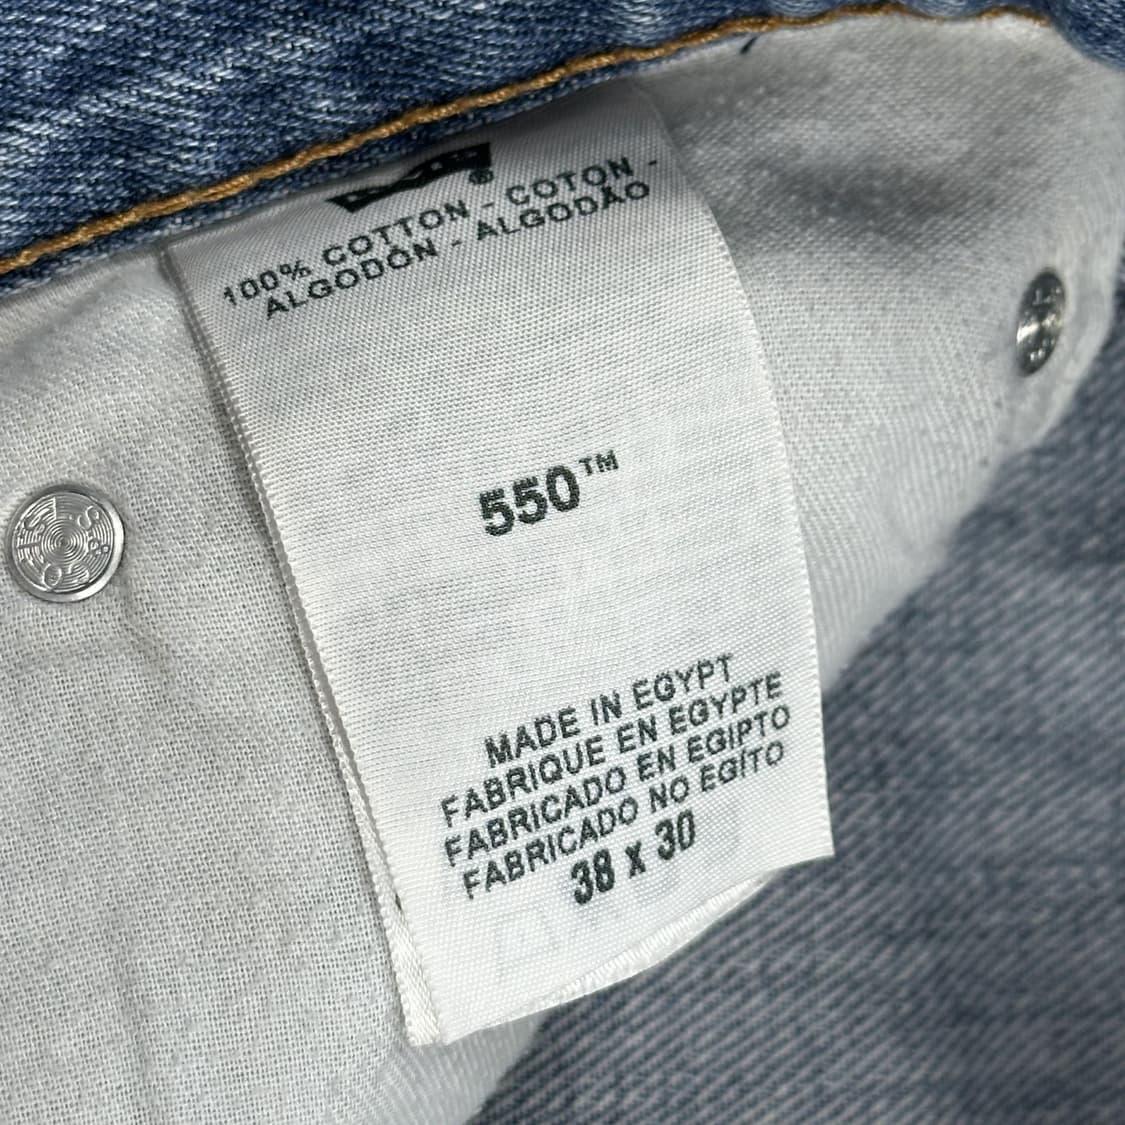 ®
100% COTTON - COTON -
ALGODÓN - ALGODÃO
550™
MADE IN EGYPT
FABRIQUE EN EGYPTE
FABRICADO EN EGIPTO
FABRICADO NO EGÍTO
38 x 30